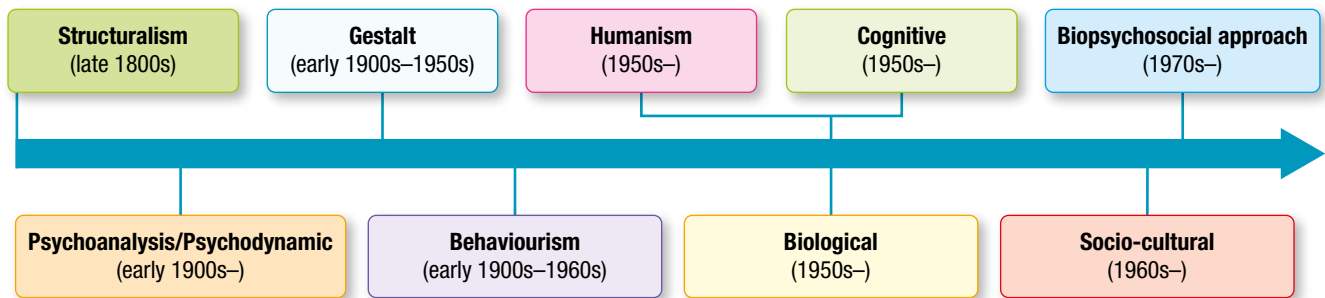 Structuralism
(late 1800s)
Gestalt
(early 1900s–1950s)
Humanism
(1950s–)
Cognitive
(1950s–)
Biopsychosocial approach
(1970s–)
Psychoanalysis/Psychodynamic
(early 1900s–)
Behaviourism
(early 1900s–1960s)
Biological
(1950s–)
Socio-cultural
(1960s–)